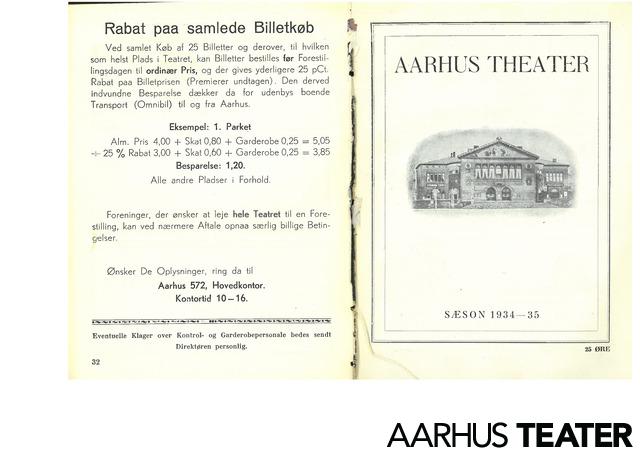 Rabat paa samlede Billetkøb
Ved samlet Køb af 25 Billetter og derover, til hvilken
som helst Plads i Teatret, kan Billetter bestilles før Forestil-
lingsdagen til ordinær Pris, og der gives yderligere 25 pCt.
Rabat paa Billetprisen (Premierer undtagen). Den derved
indvundne Besparelse dækker da for udenbys boende
Transport (Omnibil) til og fra Aarhus.
Eksempel: 1. Parket
Alm. Pris 4,00 + Skat 0,80 + Garderobe 0,25 = 5,05
÷ 25 % Rabat 3,00 + Skat 0,60 + Garderobe 0,25 = 3,85
Besparelse: 1,20.
Alle andre Pladser i Forhold.
Foreninger, der ønsker at leje hele Teatret til en Fore-
stilling, kan ved nærmere Aftale opnaa særlig billige Betin-
gelser.
Ønsker De Oplysninger, ring da til
Aarhus 572, Hovedkontor.
Kontortid 10—16.
Eventuelle Klager over Kontrol- og Garderobepersonale bedes sendt
Direktøren personlig.
32
AARHUS THEATER
SÆSON 1934—35
25 ØRE
AARHUS TEATER